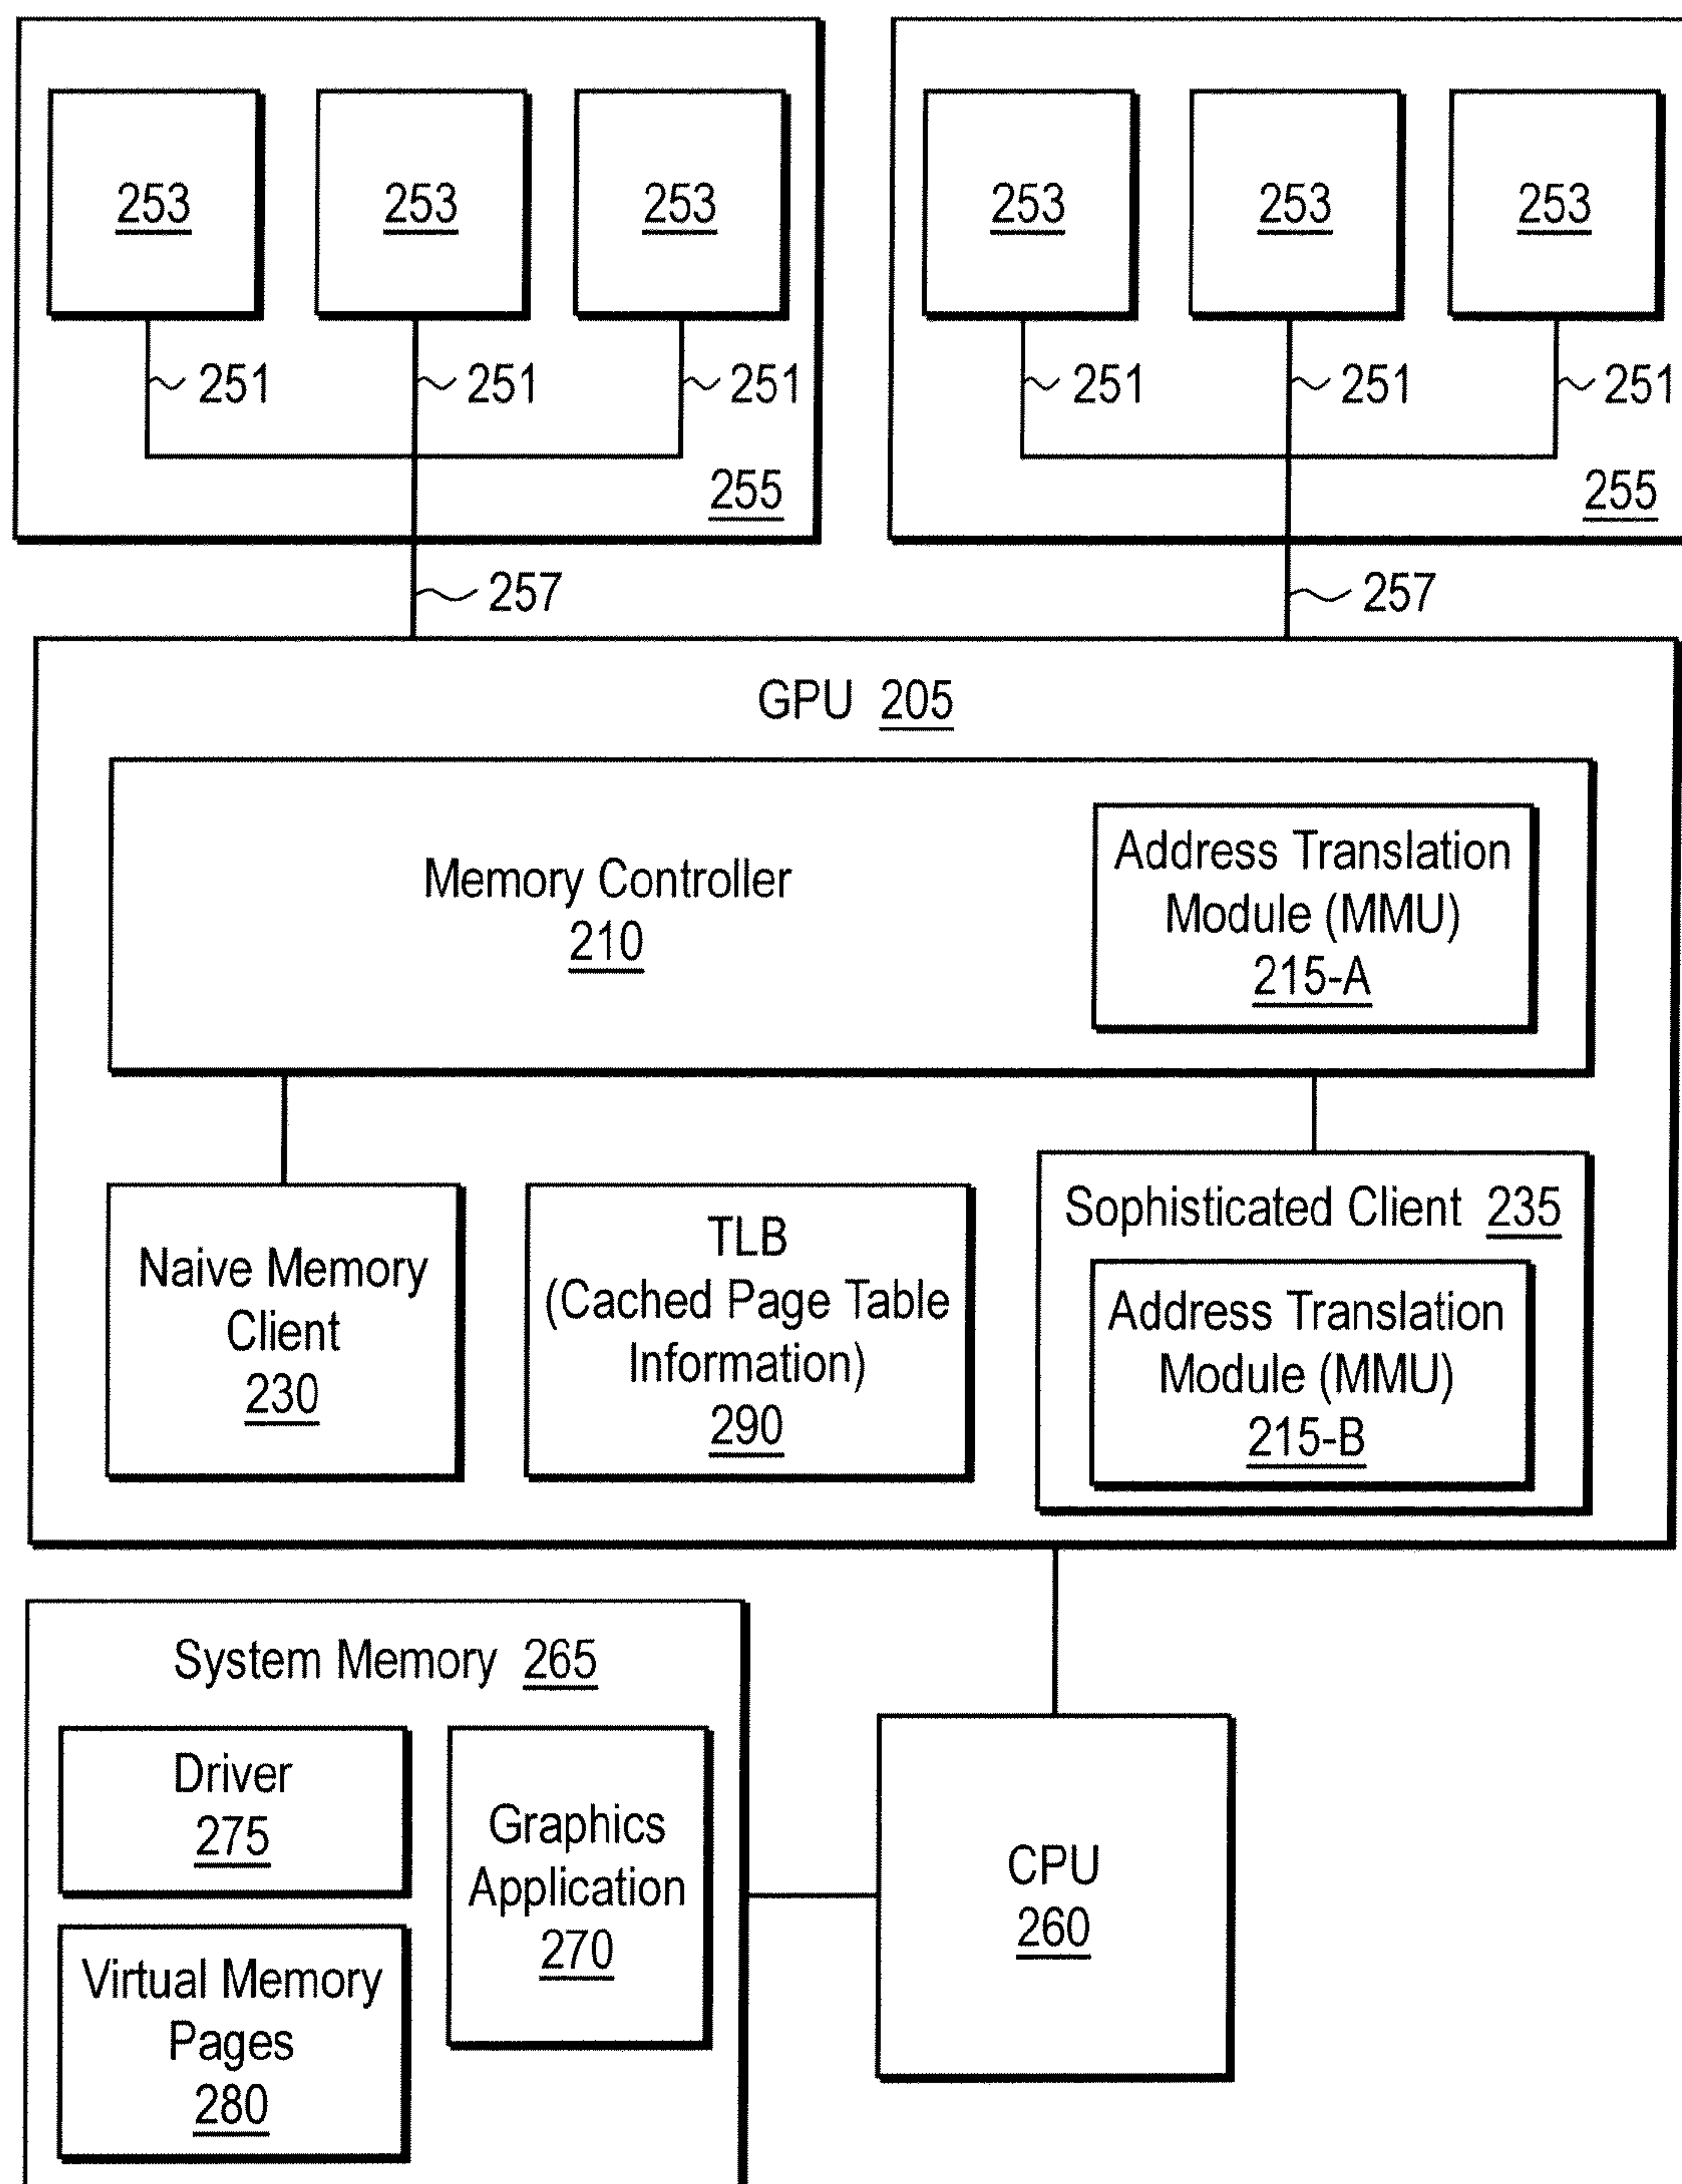 253 253 253 253 253 253
251 251 251 251 251 251
255 255
257 257
GPU 205
Memory Controller
210
Address Translation
Module (MMU)
215-A
Naive Memory
Client
230
TLB
(Cached Page Table
Information)
290
Sophisticated Client 235
Address Translation
Module (MMU)
215-B
System Memory 265
Driver
275
Graphics
Application
270
Virtual Memory
Pages
280
CPU
260